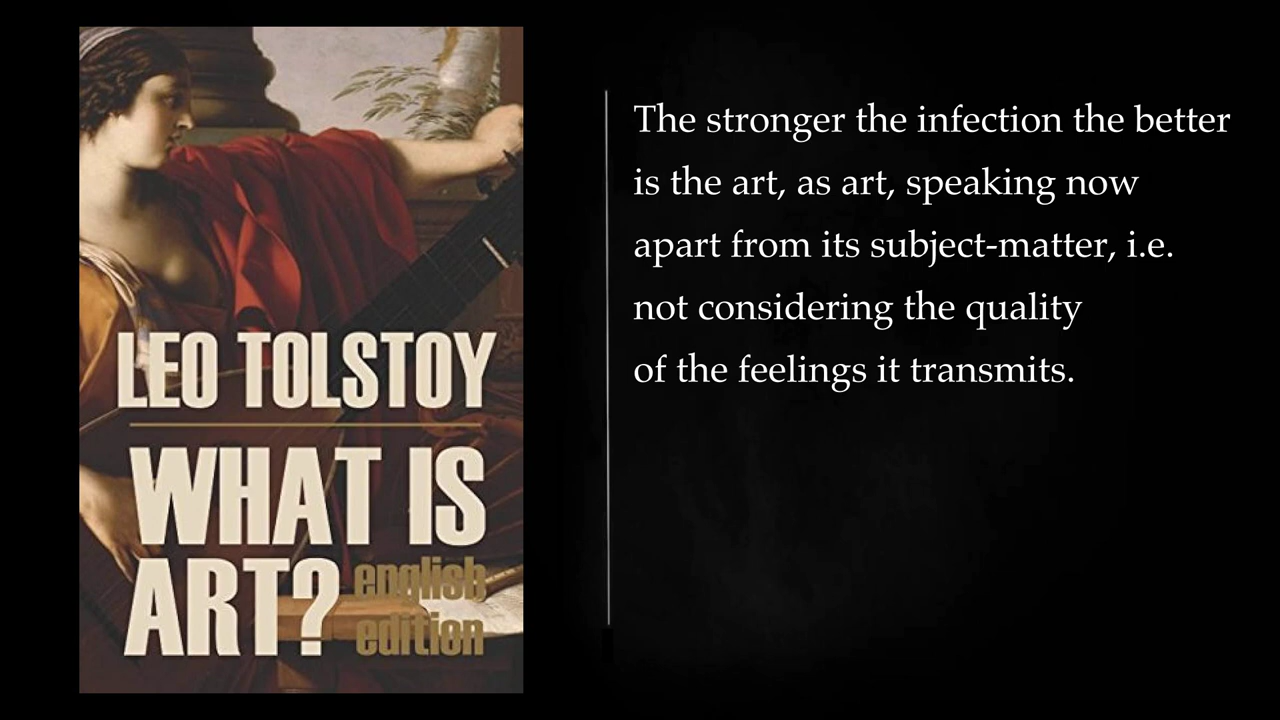 LEO TOLSTOY
WHAT IS
ART?
english
edition
The stronger the infection the better
is the art, as art, speaking now
apart from its subject-matter, i.e.
not considering the quality
of the feelings it transmits.